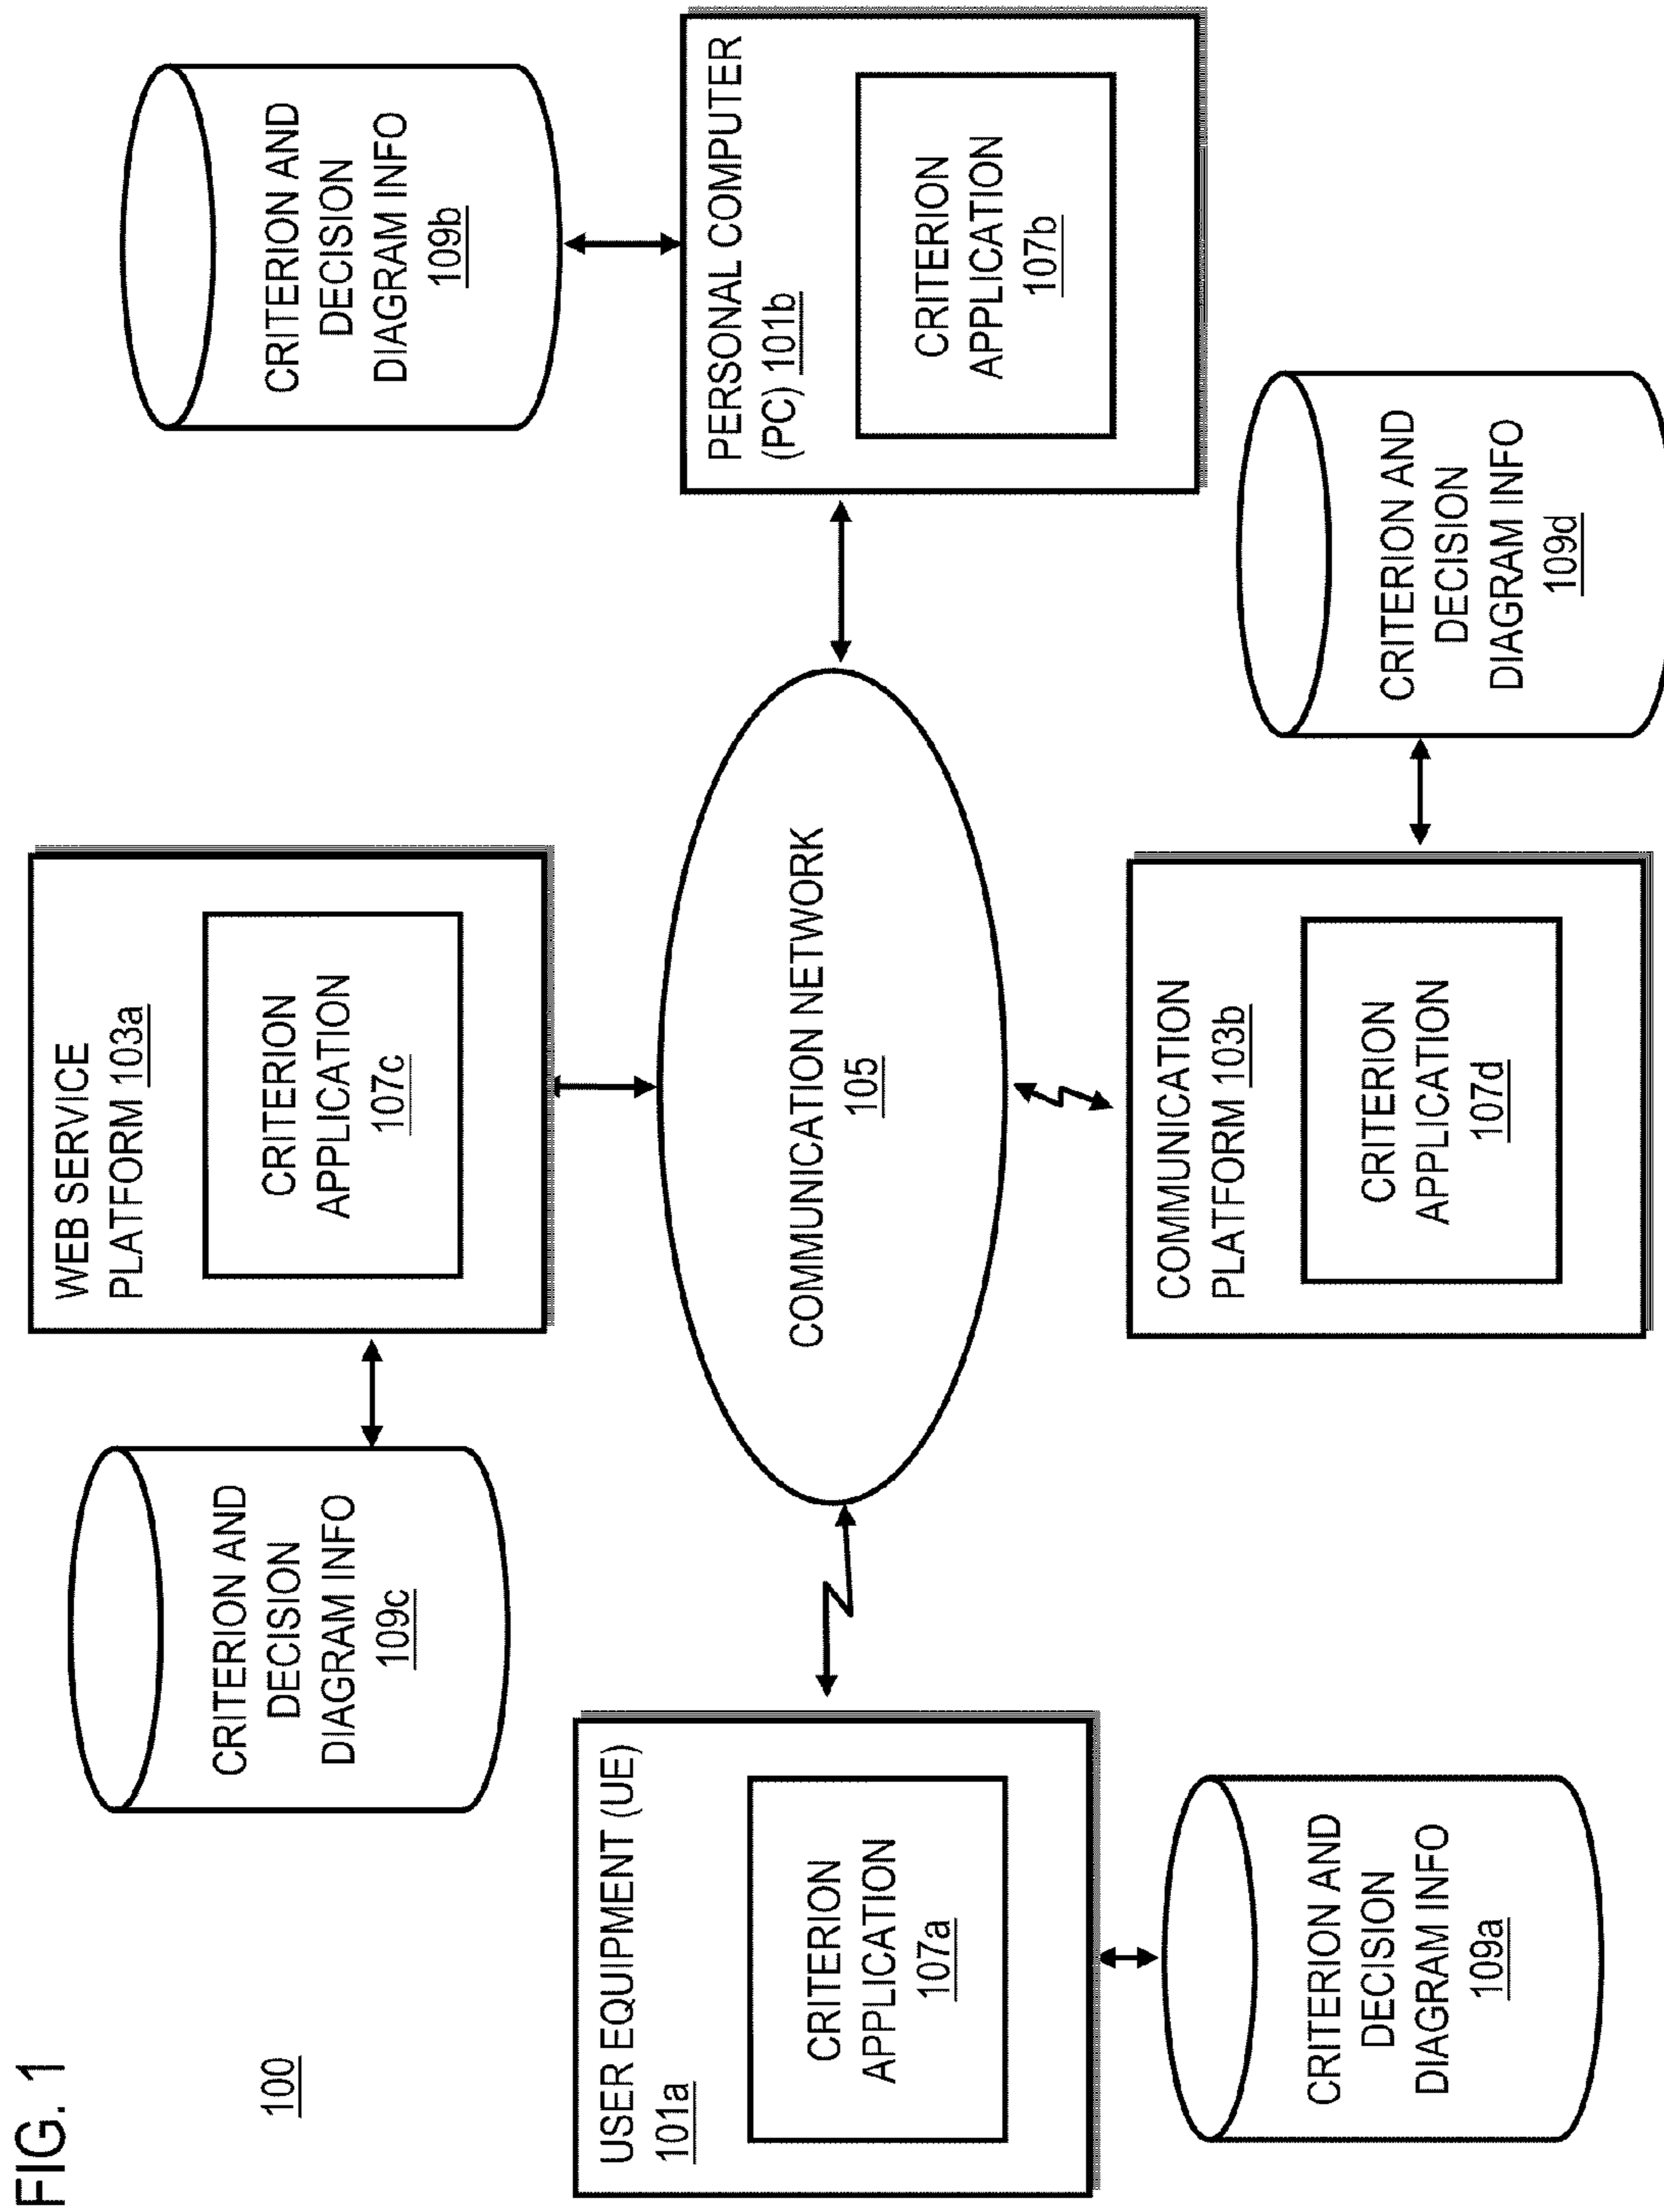 FIG. 1
100
WEB SERVICE
PLATFORM 103a
CRITERION
APPLICATION
107c
CRITERION AND
DECISION
DIAGRAM INFO
109c
CRITERION AND
DECISION
DIAGRAM INFO
109b
USER EQUIPMENT (UE)
101a
CRITERION
APPLICATION
107a
CRITERION AND
DECISION
DIAGRAM INFO
109a
COMMUNICATION NETWORK
105
PERSONAL COMPUTER
(PC) 101b
CRITERION
APPLICATION
107b
COMMUNICATION
PLATFORM 103b
CRITERION
APPLICATION
107d
CRITERION AND
DECISION
DIAGRAM INFO
109d